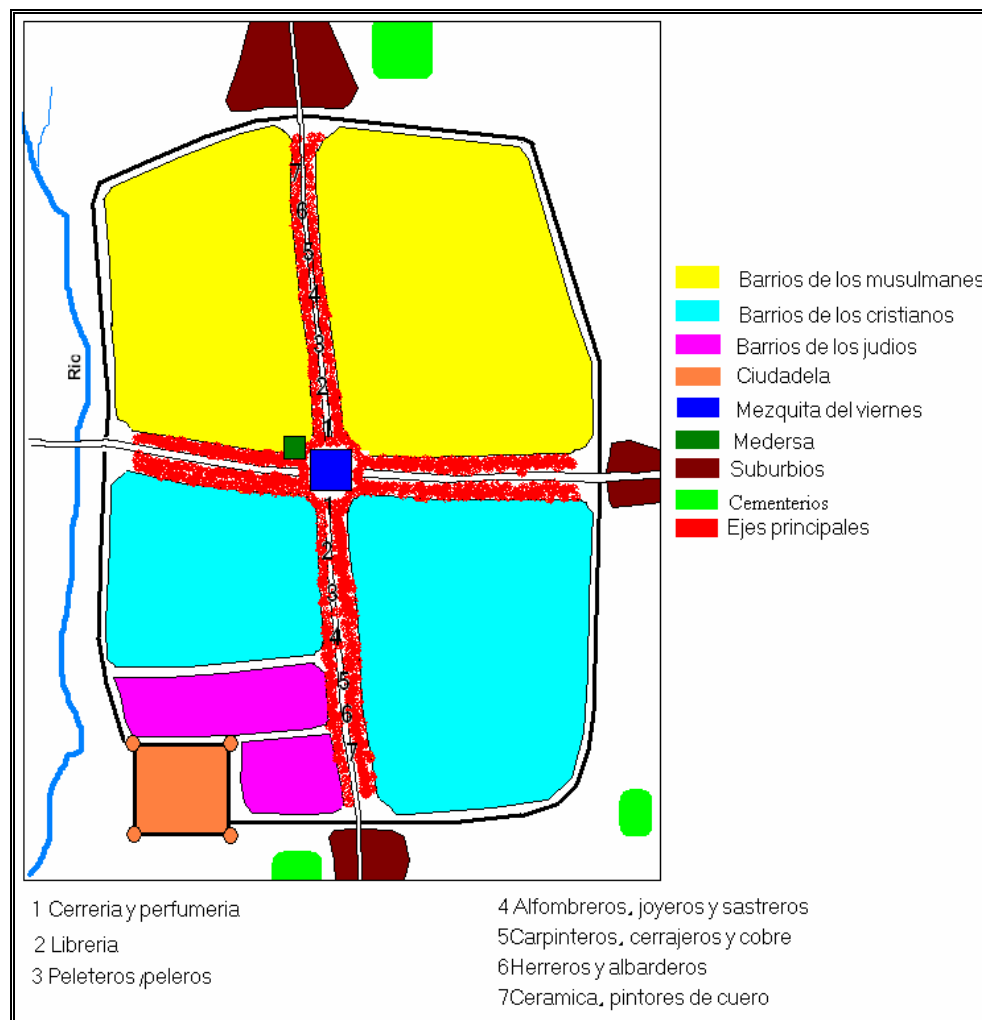 7
6
5
4
3
2
1
Ric
1
2
3
4
5
6
7
Barrios de los musulmanes
Barrios de los cristianos
Barrios de los judios
Ciudadela
Mezquita del viernes
Medersa
Suburbios
Cementerios
Ejes principales
1 Cerreria y perfumeria
2 Libreria
3 Peleteros ,peleros
4 Alfombreros, joyeros y sastreros
5Carpinteros, cerrajeros y cobre
6Herreros y albarderos
7Ceramica, pintores de cuero